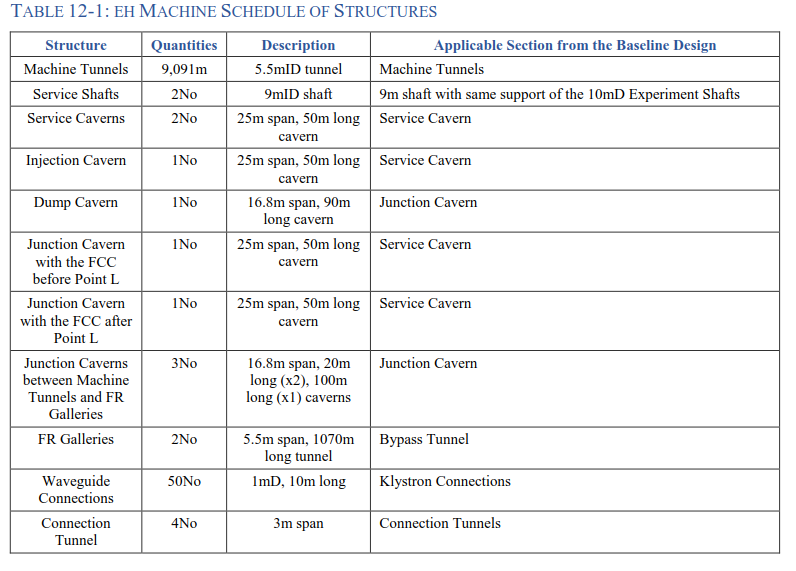 TABLE 12-1: EH MACHINE SCHEDULE OF STRUCTURES
Structure Quantities Description Applicable Section from the Baseline Design
Machine Tunnels 9,091m 5.5mID tunnel Machine Tunnels
Service Shafts 2No 9mID shaft 9m shaft with same support of the 10mD Experiment Shafts
Service Caverns 2No 25m span, 50m long Service Cavern
cavern
Injection Cavern 1No 25m span, 50m long Service Cavern
cavern
Dump Cavern 1No 16.8m span, 90m Junction Cavern
long cavern
Junction Cavern 1No 25m span, 50m long Service Cavern
with the FCC cavern
before Point L
Junction Cavern 1No 25m span, 50m long Service Cavern
with the FCC after cavern
Point L
Junction Caverns 3No 16.8m span, 20m Junction Cavern
between Machine long (x2), 100m
Tunnels and FR long (x1) caverns
Galleries
FR Galleries 2No 5.5m span, 1070m Bypass Tunnel
long tunnel
Waveguide 50No 1mD, 10m long Klystron Connections
Connections
Connection 4No 3m span Connection Tunnels
Tunnel